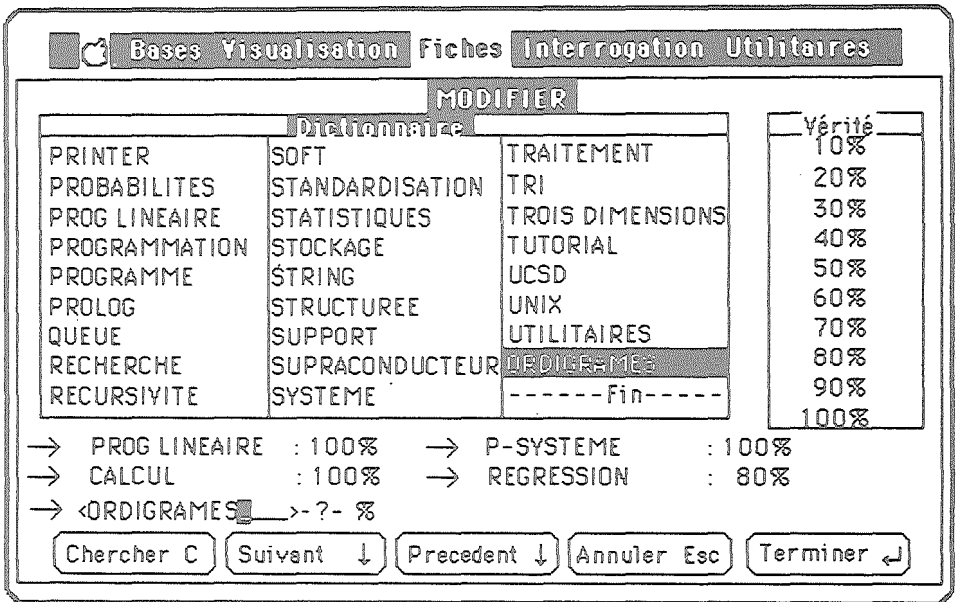 Bases Visualisation Fiches Interrogation Utilitaires
MODIFIER
Dictionnaire
PRINTER
PROBABILITES
PROG LINEAIRE
PROGRAMMATION
PROGRAMME
PROLOG
QUEUE
RECHERCHE
RECURSIVITE
SOFT
STANDARDISATION
STATISTIQUES
STOCKAGE
STRING
STRUCTUREE
SUPPORT
SUPRACONDUCTEUR
SYSTEME
TRAITEMENT
TRI
TROIS DIMENSIONS
TUTORIAL
UCSD
UNIX
UTILITAIRES
ORDIGRAMES
------Fin-----
Vérité
10%
20%
30%
40%
50%
60%
70%
80%
90%
100%
→ PROG LINEAIRE : 100% → P-SYSTEME : 100%
→ CALCUL : 100% → REGRESSION : 80%
→ <ORDIGRAMES____>-?- %
Chercher C Suivant ↓ Precedent ↓ Annuler Esc Terminer ↵